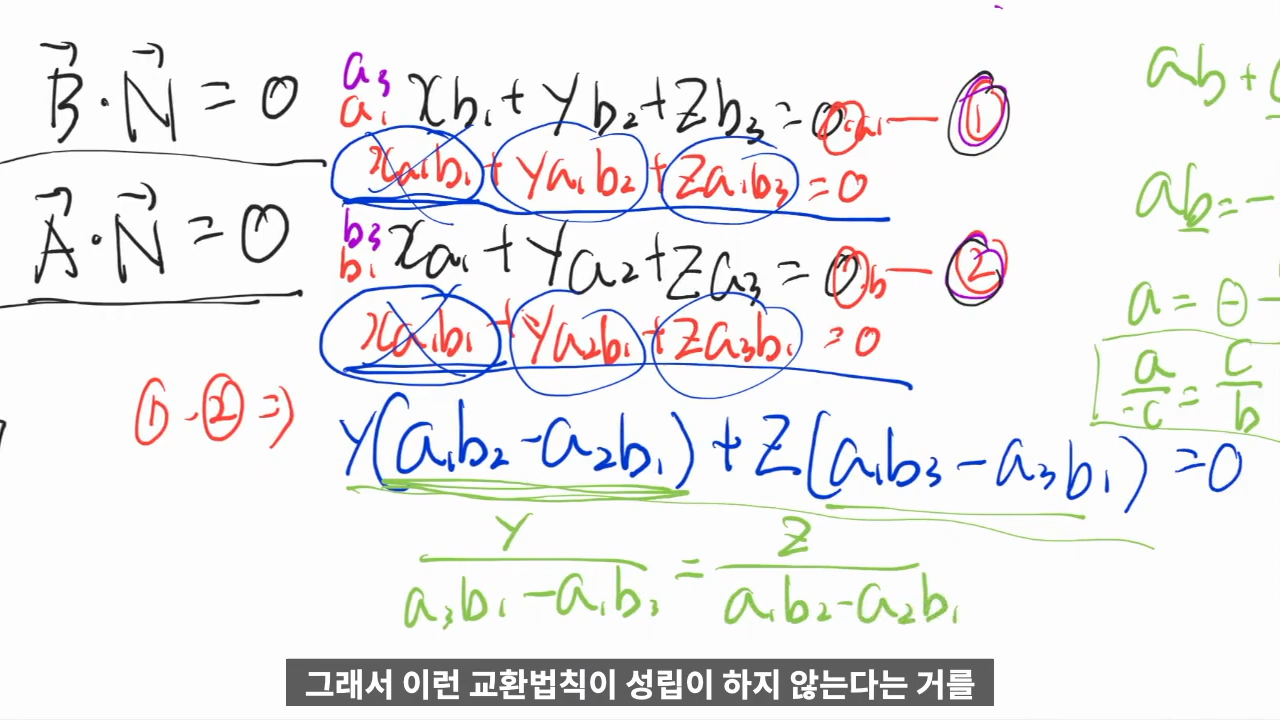 B⃗·N⃗=0
a₃
a₁ xb₁+yb₂+zb₃=0 — ①
xa₁b₁+ya₁b₂+za₁b₃=0
A⃗·N⃗=0
b₃
b₁ xa₁+ya₂+za₃=0 — ②
xa₁b₁+ya₂b₁+za₃b₁=0
①-②⇒
y(a₁b₂-a₂b₁)+z(a₁b₃-a₃b₁)=0
y/(a₃b₁-a₁b₃)=z/(a₁b₂-a₂b₁)
ab+
ab=-
a=⊖
a/-c=c/b
그래서 이런 교환법칙이 성립이 하지 않는다는 거를